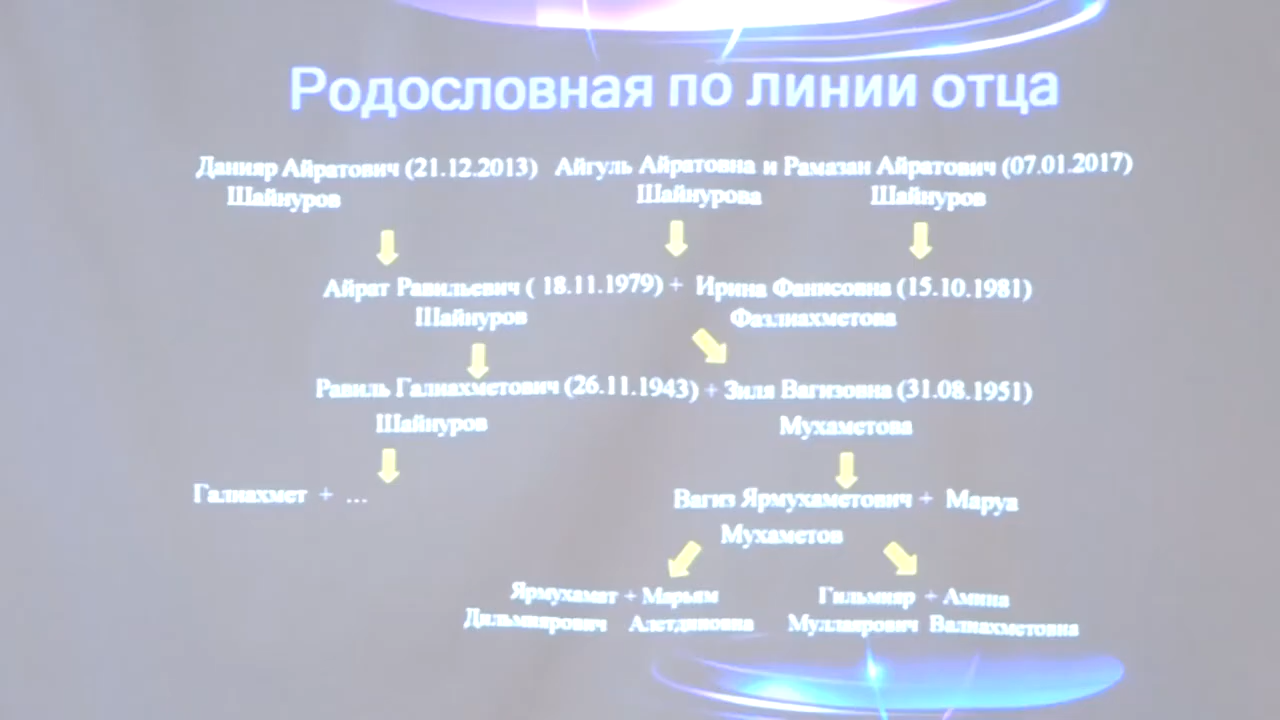 Родословная по линии отца
Данияр Айратович (21.12.2013) Айгуль Айратовна и Рамазан Айратович (07.01.2017)
Шайнуров Шайнурова Шайнуров
Айрат Равильевич ( 18.11.1979) + Ирина Фанисовна (15.10.1981)
Шайнуров Фазлиахметова
Равиль Галиахметович (26.11.1943) + Зиля Вагизовна (31.08.1951)
Шайнуров Мухаметова
Галиахмет + ... Вагиз Ярмухаметович + Маруа
Мухаметов
Ярмухамат + Марьям Гильмияр + Амина
Дильмиярович Алетдиновна Муллаярович Валиахметовна